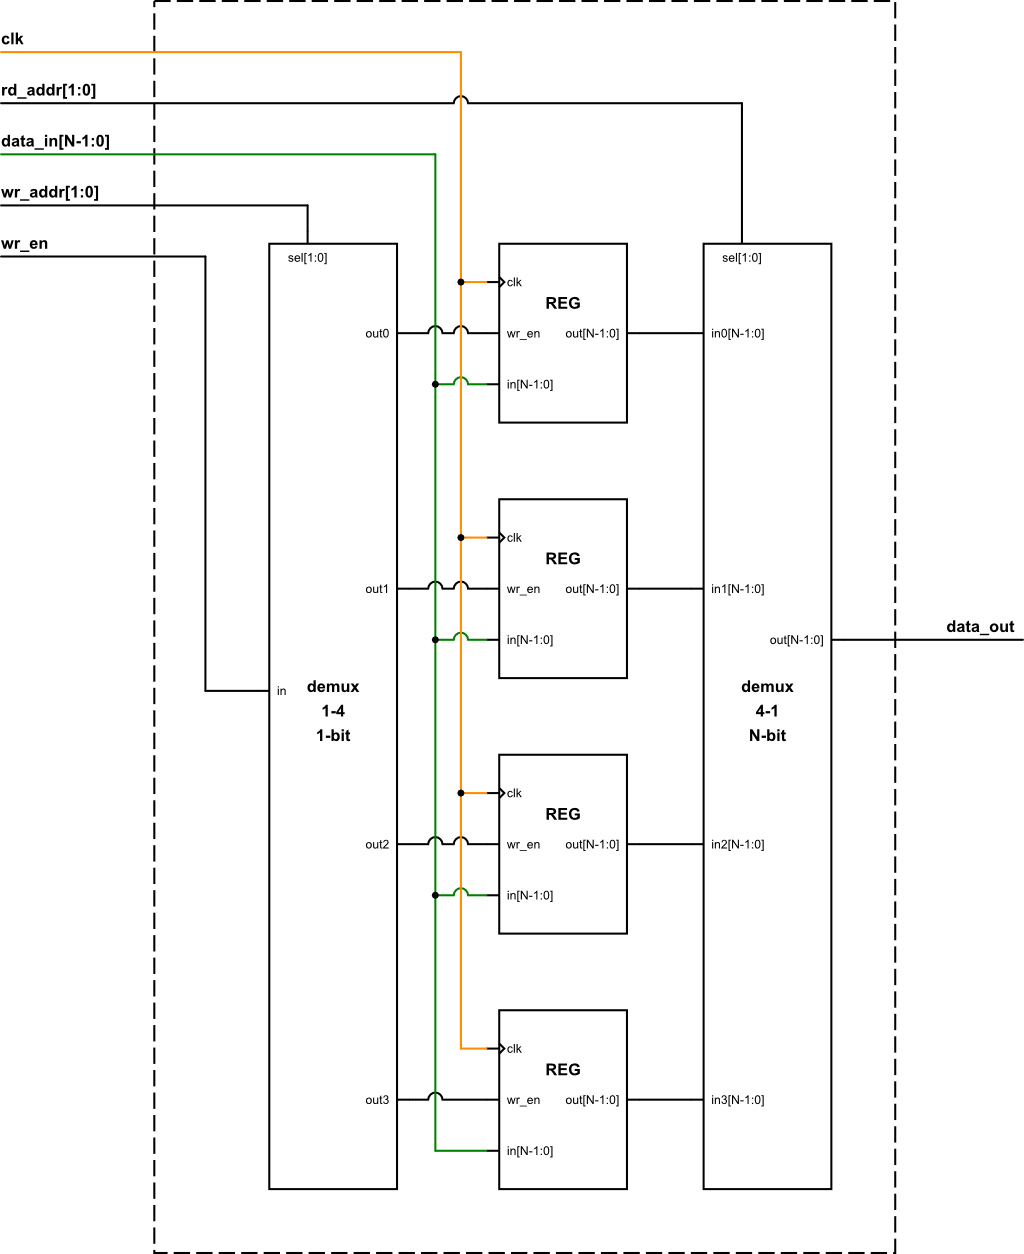 clk
rd_addr[1:0]
data_in[N-1:0]
wr_addr[1:0]
wr_en
sel[1:0]
out0
out1
in
demux
1-4
1-bit
out2
out3
clk
REG
wr_en
out[N-1:0]
in[N-1:0]
clk
REG
wr_en
out[N-1:0]
in[N-1:0]
clk
REG
wr_en
out[N-1:0]
in[N-1:0]
clk
REG
wr_en
out[N-1:0]
in[N-1:0]
sel[1:0]
in0[N-1:0]
in1[N-1:0]
out[N-1:0]
demux
4-1
N-bit
in2[N-1:0]
in3[N-1:0]
data_out